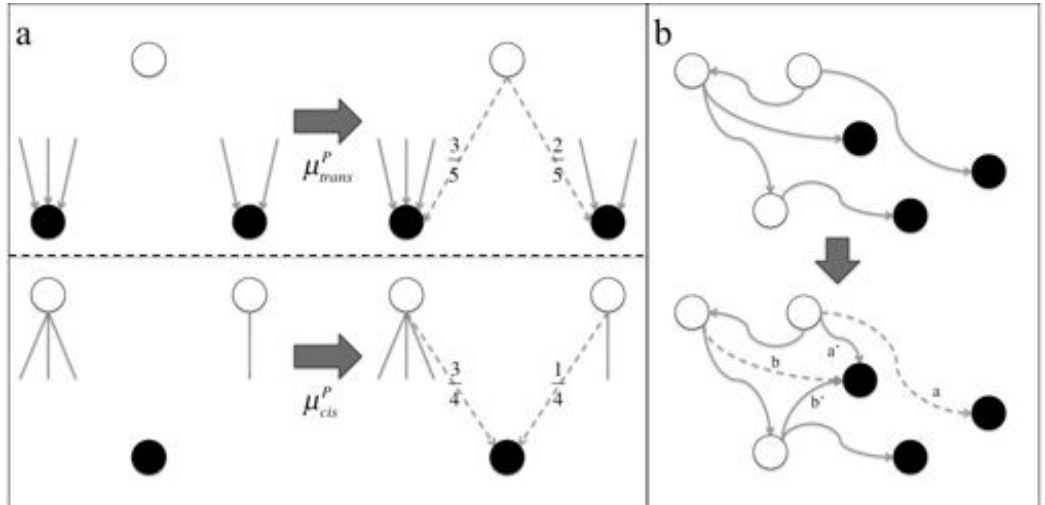 a
3/5
2/5
μ^P_trans
3/4
1/4
μ^P_cis
b
a´
b
a
b´